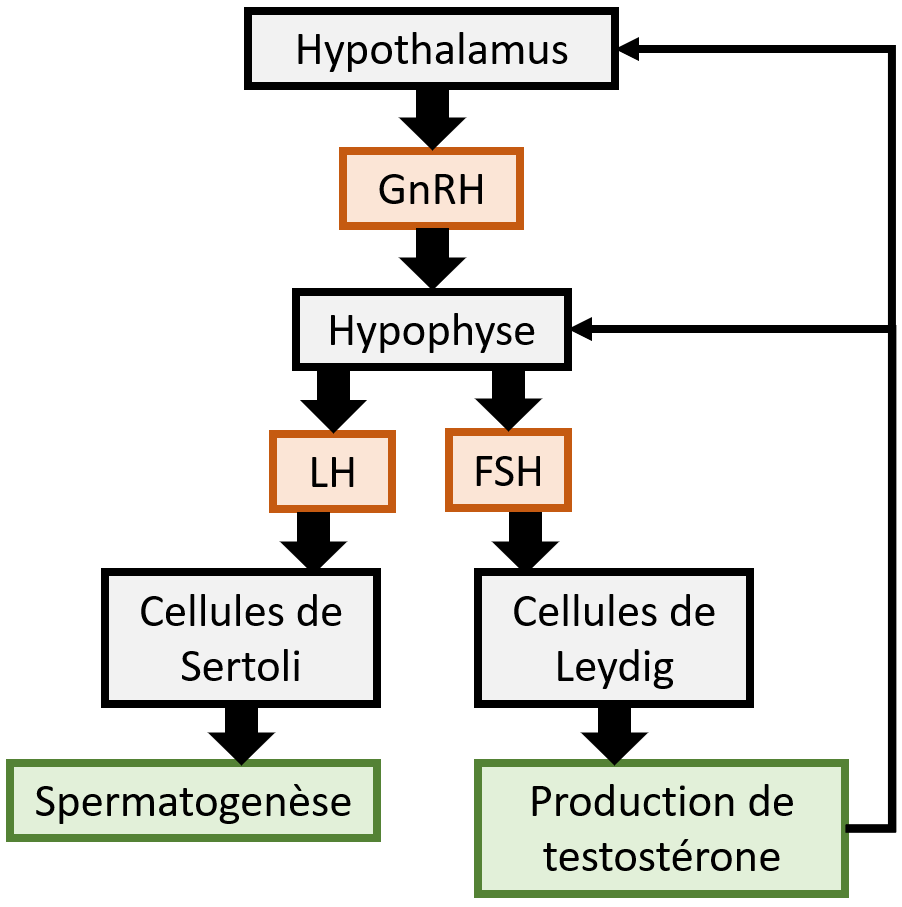 Hypothalamus
GnRH
Hypophyse
LH
FSH
Cellules de
Sertoli
Cellules de
Leydig
Spermatogenèse
Production de
testostérone